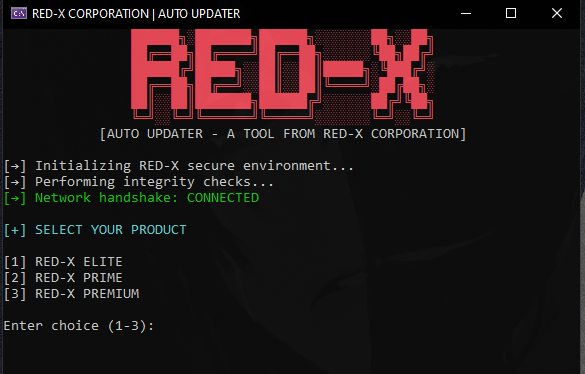 RED-X CORPORATION | AUTO UPDATER
RED-X
[AUTO UPDATER - A TOOL FROM RED-X CORPORATION]
[→] Initializing RED-X secure environment...
[→] Performing integrity checks...
[→] Network handshake: CONNECTED
[+] SELECT YOUR PRODUCT
[1] RED-X ELITE
[2] RED-X PRIME
[3] RED-X PREMIUM
Enter choice (1-3):